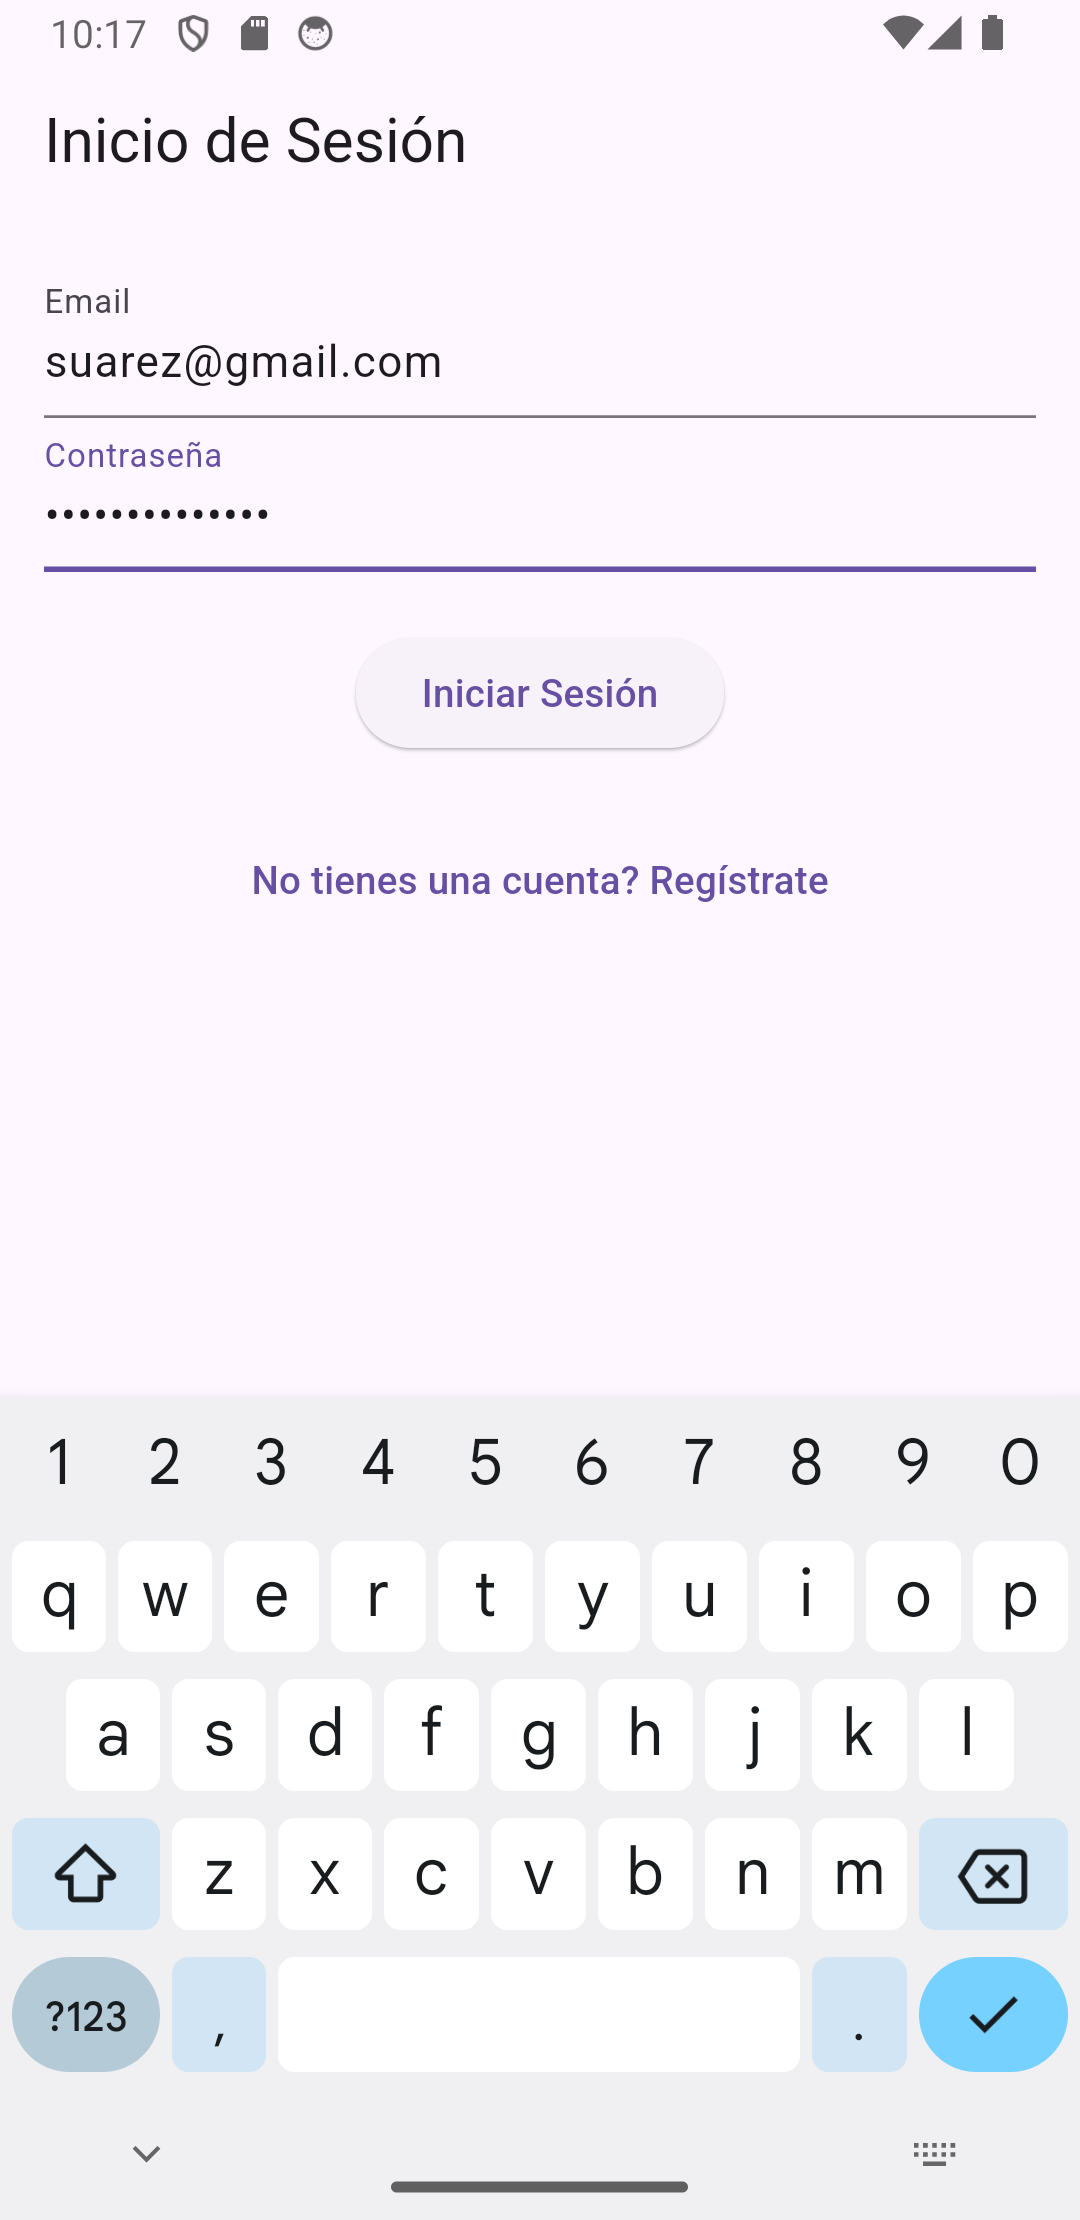 10:17
Inicio de Sesión
Email
suarez@gmail.com
Contraseña
••••••••••••••
Iniciar Sesión
No tienes una cuenta? Regístrate
1 2 3 4 5 6 7 8 9 0
q w e r t y u i o p
a s d f g h j k l
z x c v b n m
?123 , .